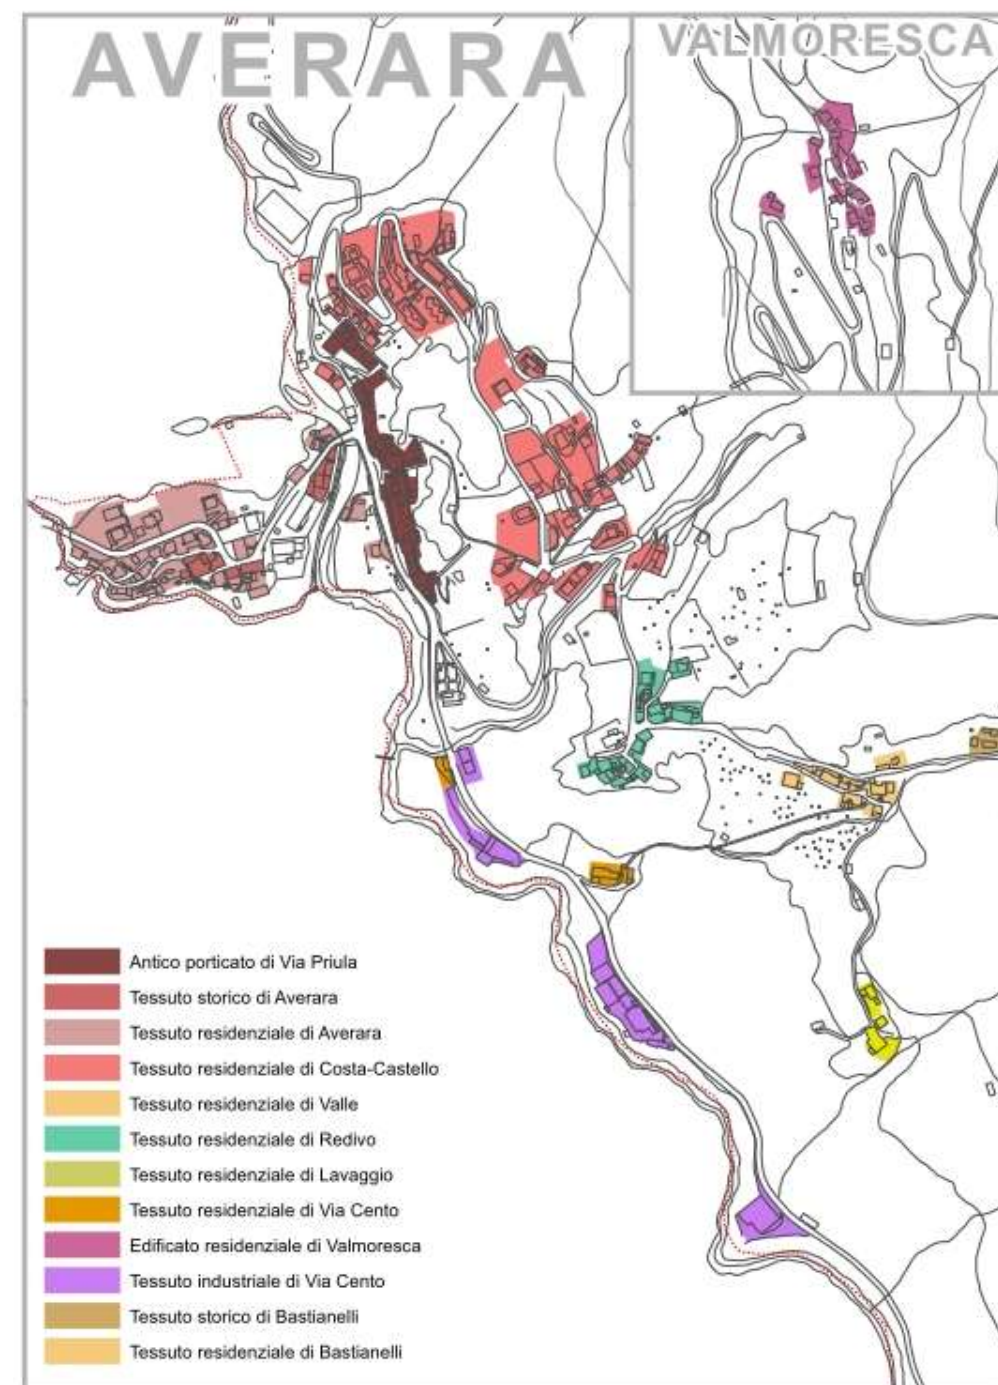 AVERARA
VALMORESCA
Antico porticato di Via Priula
Tessuto storico di Averara
Tessuto residenziale di Averara
Tessuto residenziale di Costa-Castello
Tessuto residenziale di Valle
Tessuto residenziale di Redivo
Tessuto residenziale di Lavaggio
Tessuto residenziale di Via Cento
Edificato residenziale di Valmoresca
Tessuto industriale di Via Cento
Tessuto storico di Bastianelli
Tessuto residenziale di Bastianelli